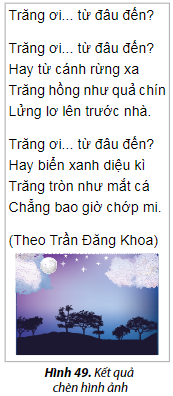 Trăng ơi... từ đâu đến?
Trăng ơi... từ đâu đến?
Hay từ cánh rừng xa
Trăng hồng như quả chín
Lửng lơ lên trước nhà.
Trăng ơi... từ đâu đến?
Hay biển xanh diệu kì
Trăng tròn như mắt cá
Chẳng bao giờ chớp mi.
(Theo Trần Đăng Khoa)
Hình 49. Kết quả
chèn hình ảnh